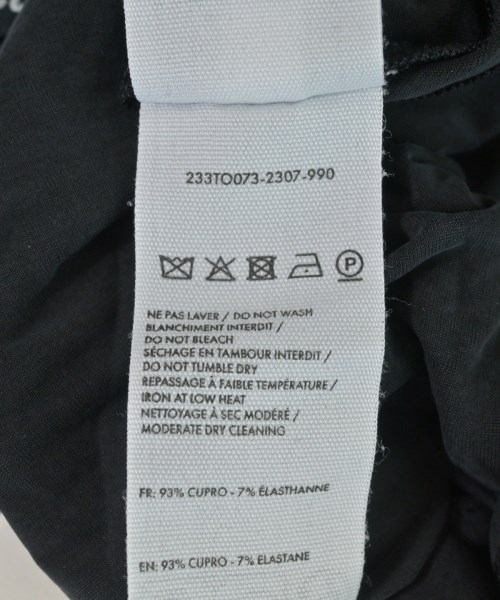 233TO073-2307-990
P
NE PAS LAVER / DO NOT WASH
BLANCHIMENT INTERDIT /
DO NOT BLEACH
SÉCHAGE EN TAMBOUR INTERDIT /
DO NOT TUMBLE DRY
REPASSAGE À FAIBLE TEMPÉRATURE /
IRON AT LOW HEAT
NETTOYAGE À SEC MODÉRÉ /
MODERATE DRY CLEANING
FR: 93% CUPRO - 7% ÉLASTHANNE
EN: 93% CUPRO - 7% ELASTANE